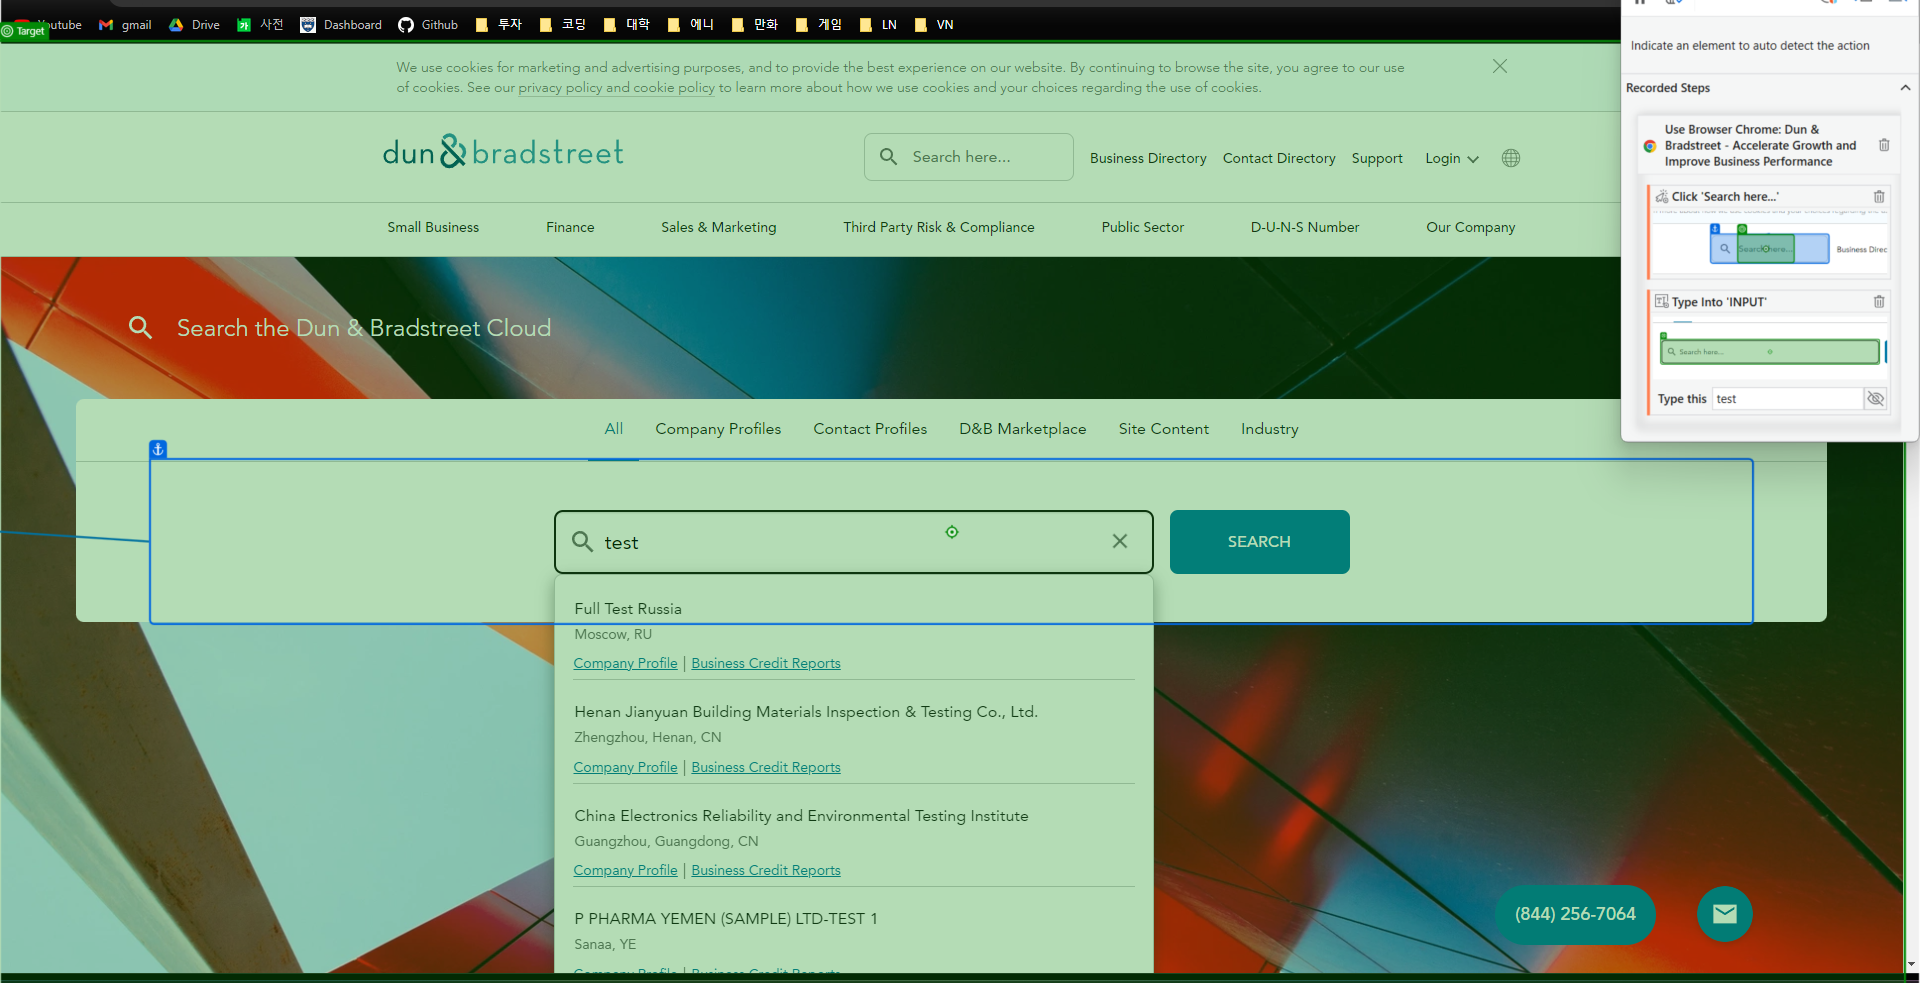 Youtube gmail Drive 사전 Dashboard Github 투자 코딩 대학 에니 만화 게임 LN VN
Target
We use cookies for marketing and advertising purposes, and to provide the best experience on our website. By continuing to browse the site, you agree to our use
of cookies. See our privacy policy and cookie policy to learn more about how we use cookies and your choices regarding the use of cookies.
dun & bradstreet
Search here...
Business Directory Contact Directory Support Login
Small Business Finance Sales & Marketing Third Party Risk & Compliance Public Sector D-U-N-S Number Our Company
Search the Dun & Bradstreet Cloud
All Company Profiles Contact Profiles D&B Marketplace Site Content Industry
test
SEARCH
Full Test Russia
Moscow, RU
Company Profile | Business Credit Reports
Henan Jianyuan Building Materials Inspection & Testing Co., Ltd.
Zhengzhou, Henan, CN
Company Profile | Business Credit Reports
China Electronics Reliability and Environmental Testing Institute
Guangzhou, Guangdong, CN
Company Profile | Business Credit Reports
P PHARMA YEMEN (SAMPLE) LTD-TEST 1
Sanaa, YE
Company Profile | Business Credit Reports
(844) 256-7064
Indicate an element to auto detect the action
Recorded Steps
Use Browser Chrome: Dun &
Bradstreet - Accelerate Growth and
Improve Business Performance
Click 'Search here...'
Search here...
Business Direc
Type Into 'INPUT'
Search here...
Type this test